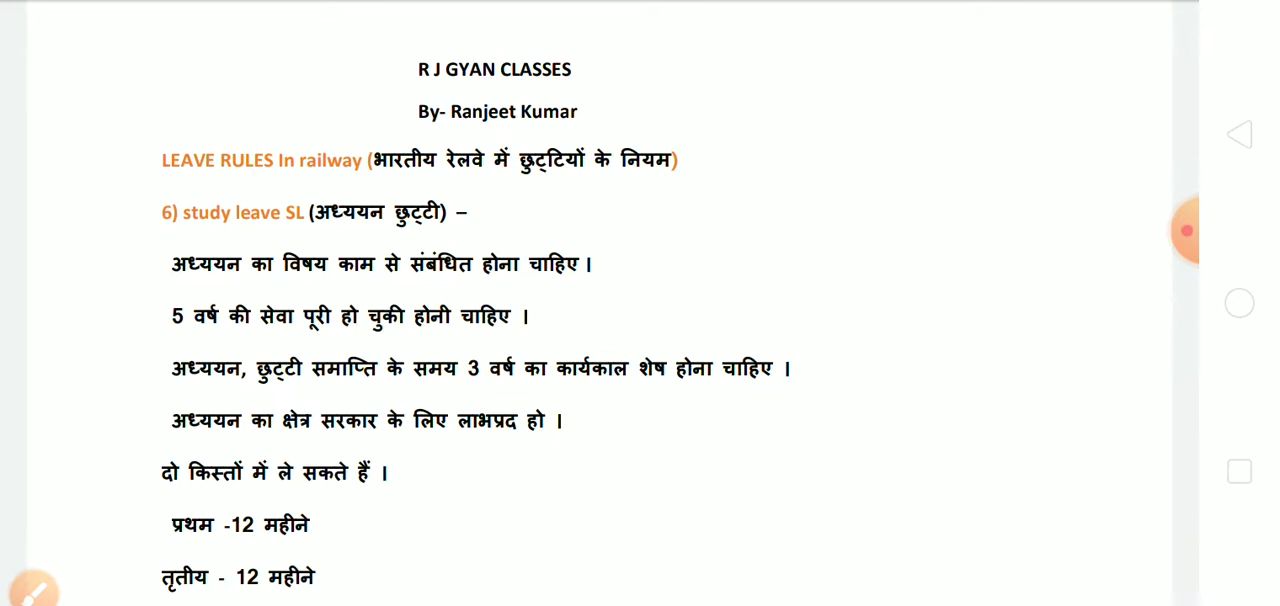 R J GYAN CLASSES
By- Ranjeet Kumar
LEAVE RULES In railway (भारतीय रेलवे में छुट्टियों के नियम)
6) study leave SL (अध्ययन छुट्टी) –
अध्ययन का विषय काम से संबंधित होना चाहिए ।
5 वर्ष की सेवा पूरी हो चुकी होनी चाहिए ।
अध्ययन, छुट्टी समाप्ति के समय 3 वर्ष का कार्यकाल शेष होना चाहिए ।
अध्ययन का क्षेत्र सरकार के लिए लाभप्रद हो ।
दो किस्तों में ले सकते हैं ।
प्रथम -12 महीने
तृतीय - 12 महीने